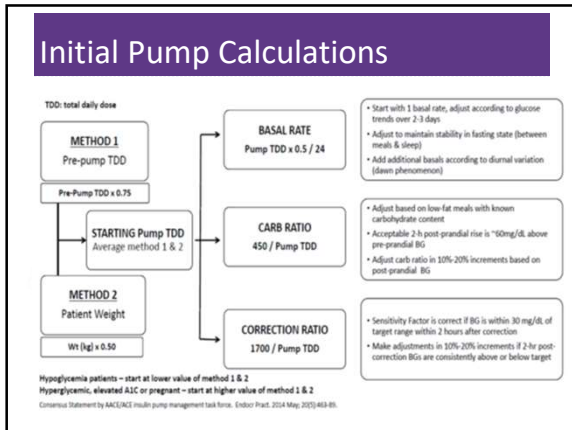 Initial Pump Calculations
TDD: total daily dose
METHOD 1
Pre-pump TDD
Pre-Pump TDD x 0.75
STARTING Pump TDD
Average method 1 & 2
METHOD 2
Patient Weight
Wt (kg) x 0.50
BASAL RATE
Pump TDD x 0.5 / 24
CARB RATIO
450 / Pump TDD
CORRECTION RATIO
1700 / Pump TDD
• Start with 1 basal rate, adjust according to glucose
trends over 2-3 days
• Adjust to maintain stability in fasting state (between
meals & sleep)
• Add additional basals according to diurnal variation
(dawn phenomenon)
• Adjust based on low-fat meals with known
carbohydrate content
• Acceptable 2-h post-prandial rise is ~60mg/dL above
pre-prandial BG
• Adjust carb ratio in 10%-20% increments based on
post-prandial BG
• Sensitivity Factor is correct if BG is within 30 mg/dL of
target range within 2 hours after correction
• Make adjustments in 10%-20% increments if 2-hr post-
correction BGs are consistently above or below target
Hypoglycemia patients – start at lower value of method 1 & 2
Hyperglycemic, elevated A1C or pregnant – start at higher value of method 1 & 2
Consensus Statement by AACE/ACE insulin pump management task force. Endocr Pract. 2014 May; 20(5):463-89.